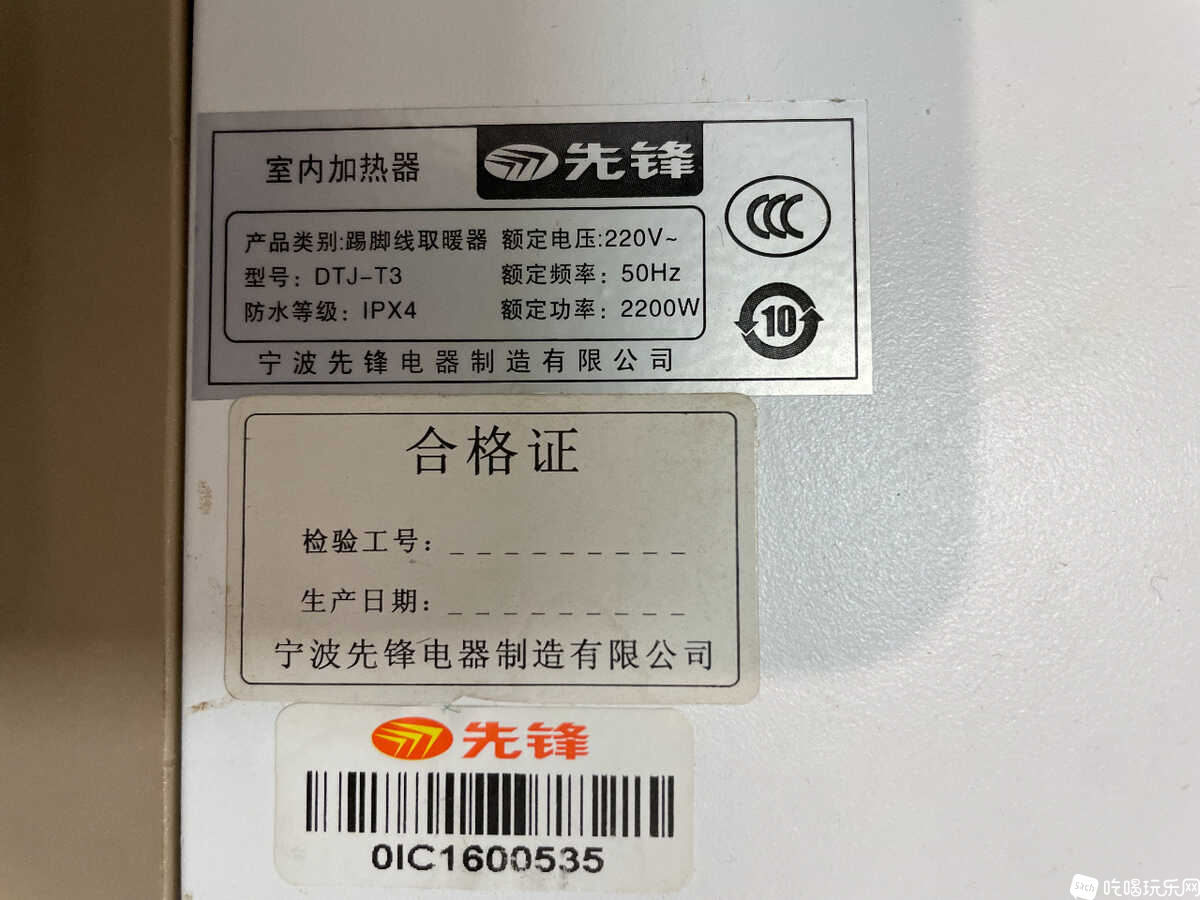 室内加热器
先锋
产品类别:踢脚线取暖器 额定电压:220V~
型号：DTJ-T3 额定频率：50Hz
防水等级：IPX4 额定功率：2200W
CCC
10
宁波先锋电器制造有限公司
合格证
检验工号：_ _ _ _ _ _ _ _ _
生产日期：_ _ _ _ _ _ _ _ _
宁波先锋电器制造有限公司
先锋
0IC1600535
吃喝玩乐网